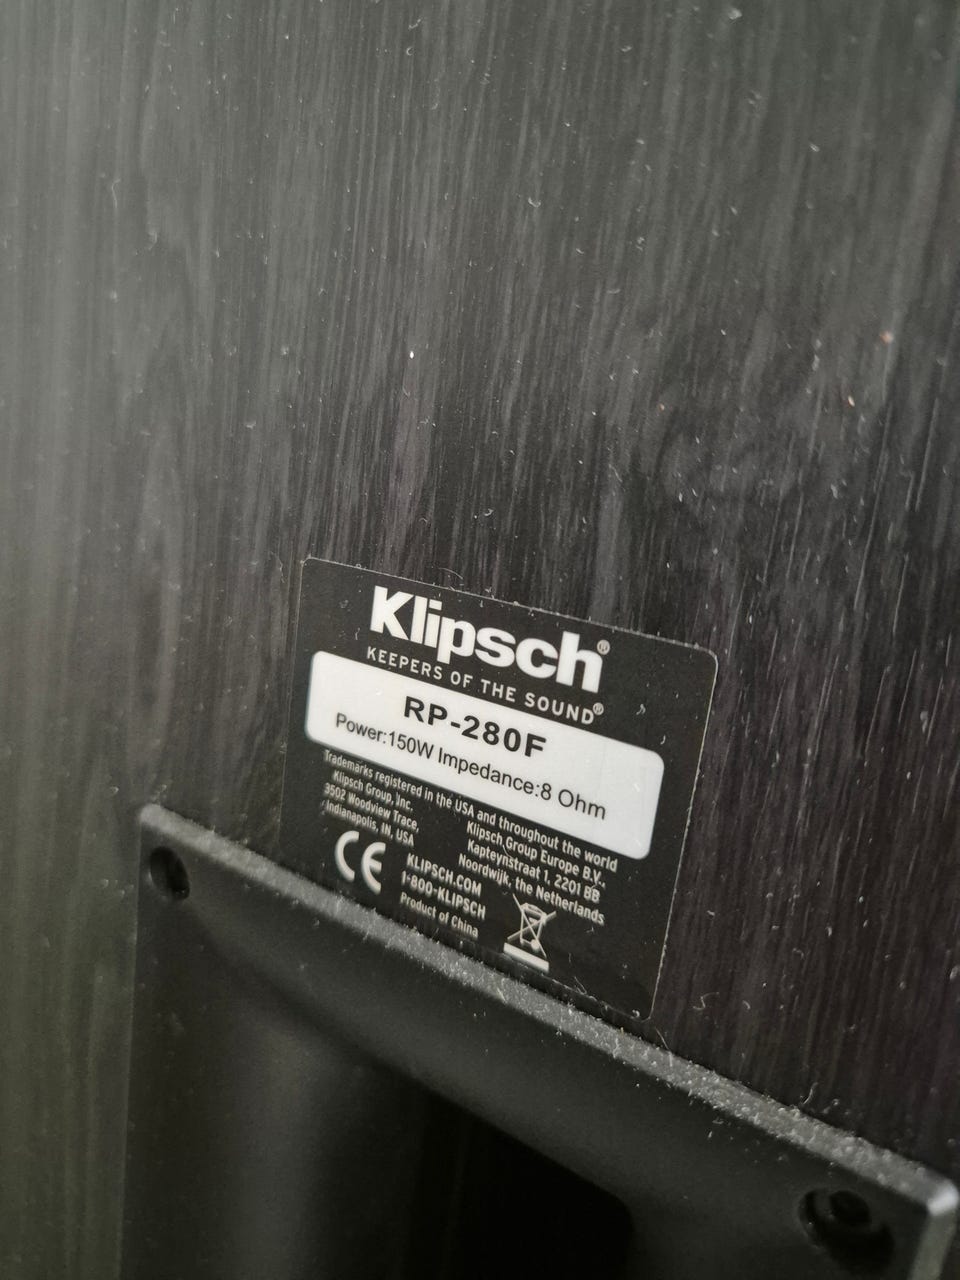 Klipsch®
KEEPERS OF THE SOUND®
RP-280F
Power:150W Impedance:8 Ohm
Trademarks registered in the USA and throughout the world
Klipsch Group, Inc.
3502 Woodview Trace,
Indianapolis, IN, USA
Klipsch Group Europe B.V.,
Kapteynstraat 1, 2201 BB
Noordwijk, the Netherlands
CE
KLIPSCH.COM
1-800-KLIPSCH
Product of China